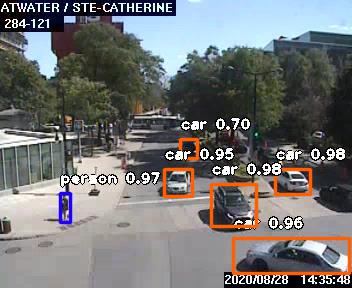 ATWATER / STE-CATHERINE
284-121
car 0.70
car 0.95
car 0.98
person 0.97
car 0.98
car 0.96
2020/08/28 14:35:48